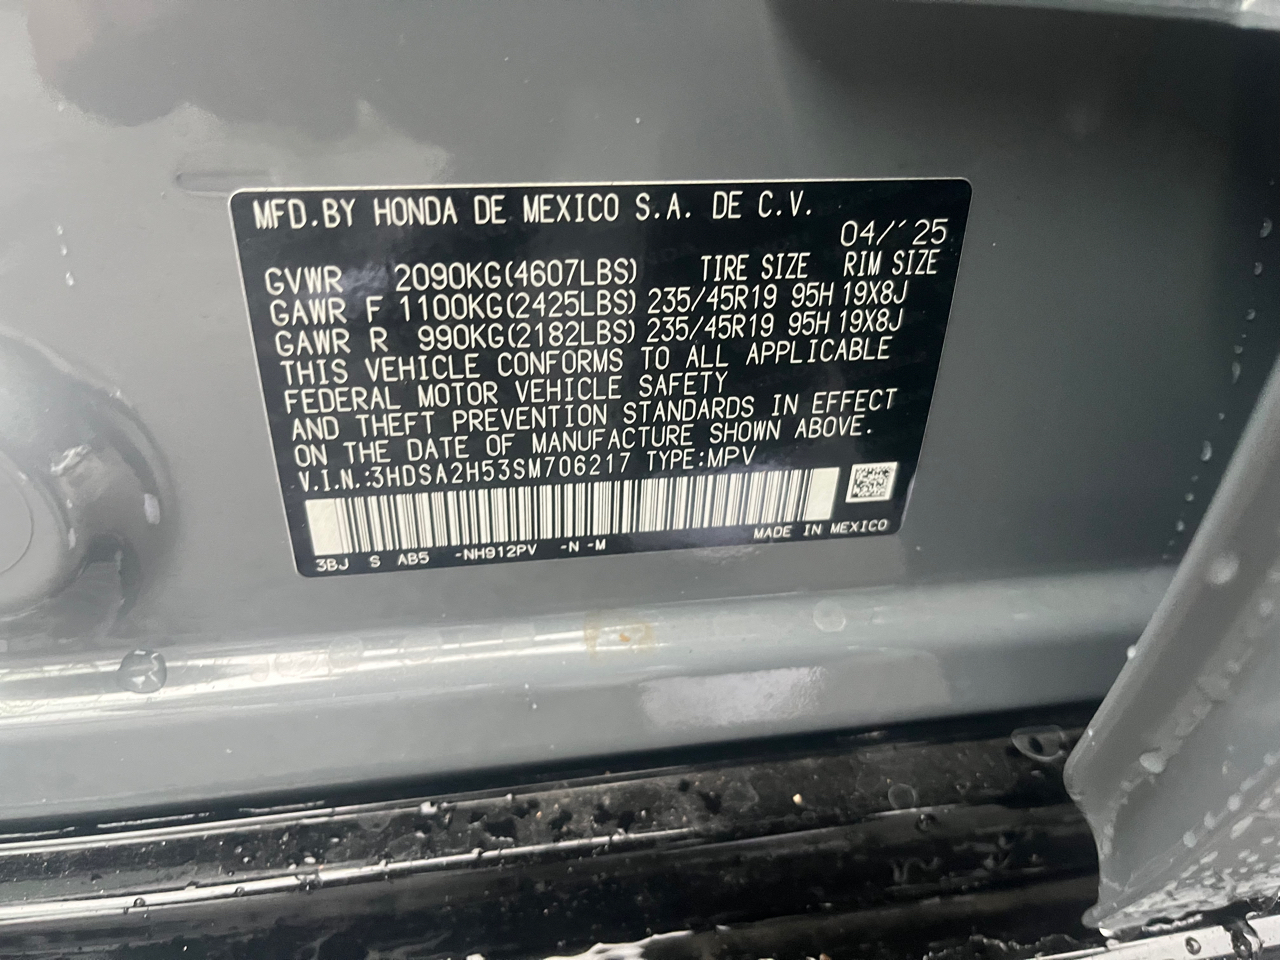 MFD.BY HONDA DE MEXICO S.A. DE C.V.
04/´25
GVWR 2090KG(4607LBS) TIRE SIZE RIM SIZE
GAWR F 1100KG(2425LBS) 235/45R19 95H 19X8J
GAWR R 990KG(2182LBS) 235/45R19 95H 19X8J
THIS VEHICLE CONFORMS TO ALL APPLICABLE
FEDERAL MOTOR VEHICLE SAFETY
AND THEFT PREVENTION STANDARDS IN EFFECT
ON THE DATE OF MANUFACTURE SHOWN ABOVE.
V.I.N.:3HDSA2H53SM706217 TYPE:MPV
MADE IN MEXICO
3BJ S AB5 -NH912PV -N -M